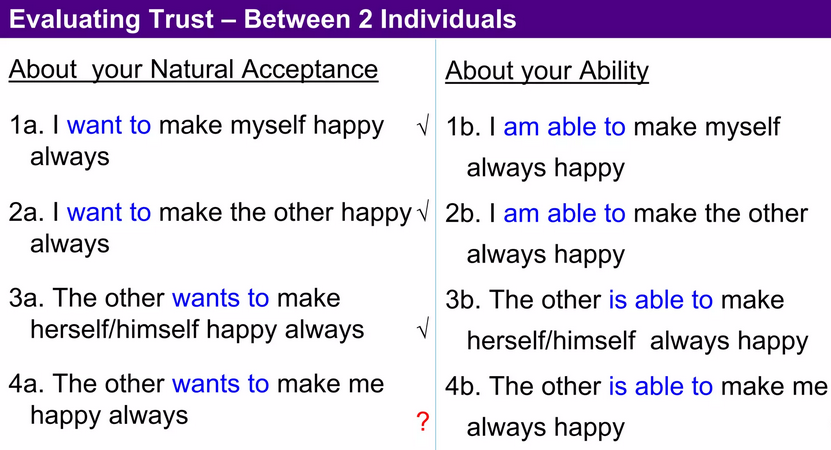 Evaluating Trust – Between 2 Individuals
About your Natural Acceptance
1a. I want to make myself happy √
always
2a. I want to make the other happy √
always
3a. The other wants to make
herself/himself happy always √
4a. The other wants to make me
happy always
?
About your Ability
1b. I am able to make myself
always happy
2b. I am able to make the other
always happy
3b. The other is able to make
herself/himself always happy
4b. The other is able to make me
always happy